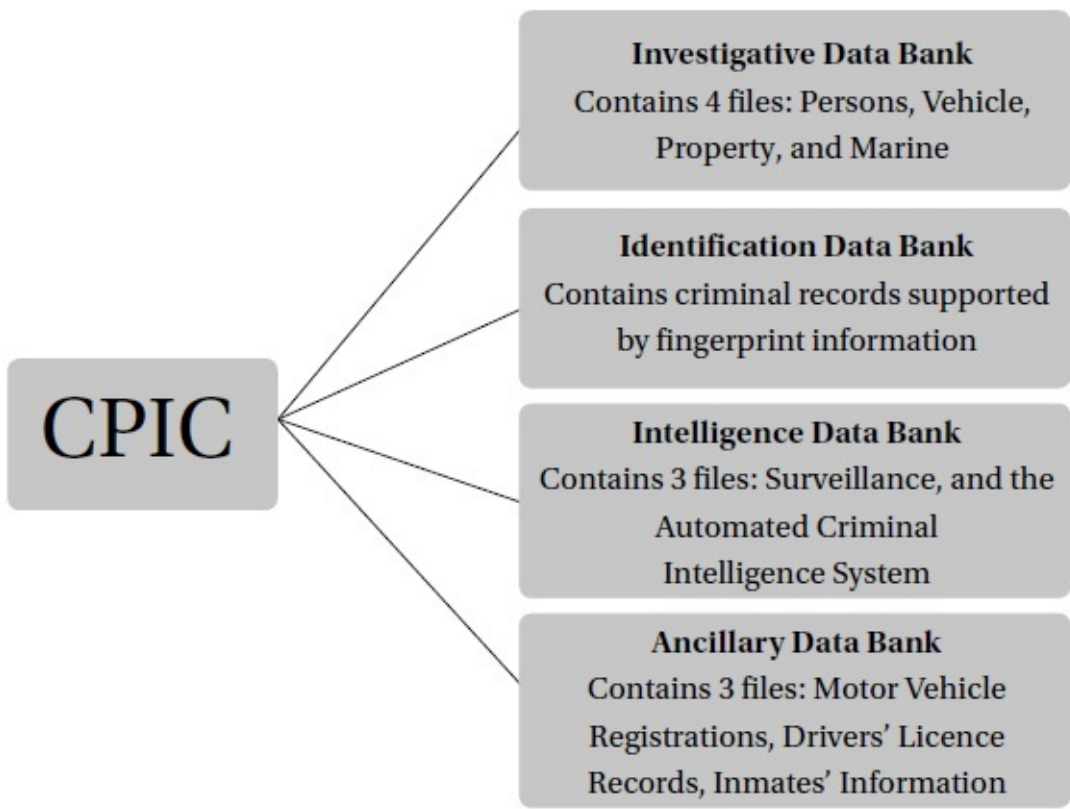 CPIC
Investigative Data Bank
Contains 4 files: Persons, Vehicle,
Property, and Marine
Identification Data Bank
Contains criminal records supported
by fingerprint information
Intelligence Data Bank
Contains 3 files: Surveillance, and the
Automated Criminal
Intelligence System
Ancillary Data Bank
Contains 3 files: Motor Vehicle
Registrations, Drivers’ Licence
Records, Inmates’ Information